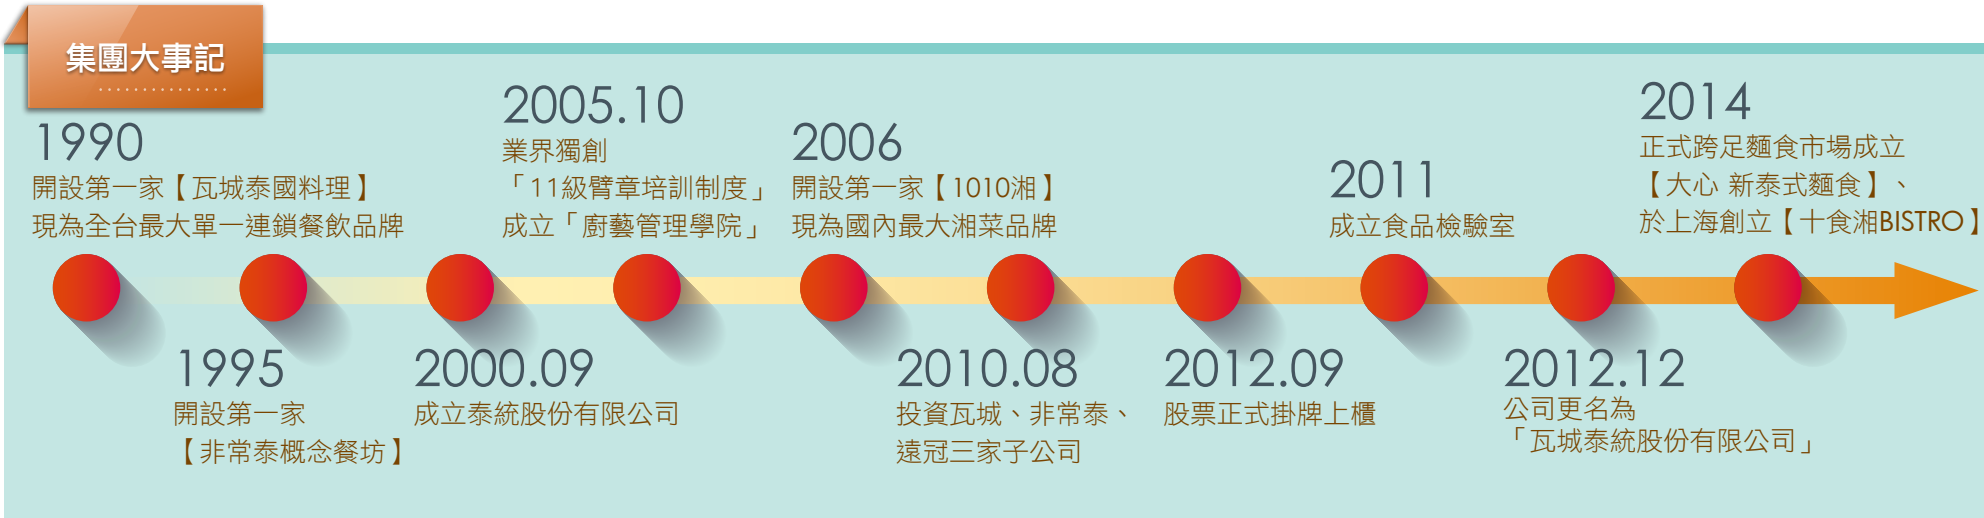 集團大事記
1990
開設第一家【瓦城泰國料理】
現為全台最大單一連鎖餐飲品牌
1995
開設第一家
【非常泰概念餐坊】
2000.09
成立泰統股份有限公司
2005.10
業界獨創
「11級臂章培訓制度」
成立「廚藝管理學院」
2006
開設第一家【1010湘】
現為國內最大湘菜品牌
2010.08
投資瓦城、非常泰、
遠冠三家子公司
2012.09
股票正式掛牌上櫃
2011
成立食品檢驗室
2012.12
公司更名為
「瓦城泰統股份有限公司」
2014
正式跨足麵食市場成立
【大心 新泰式麵食】、
於上海創立【十食湘BISTRO】